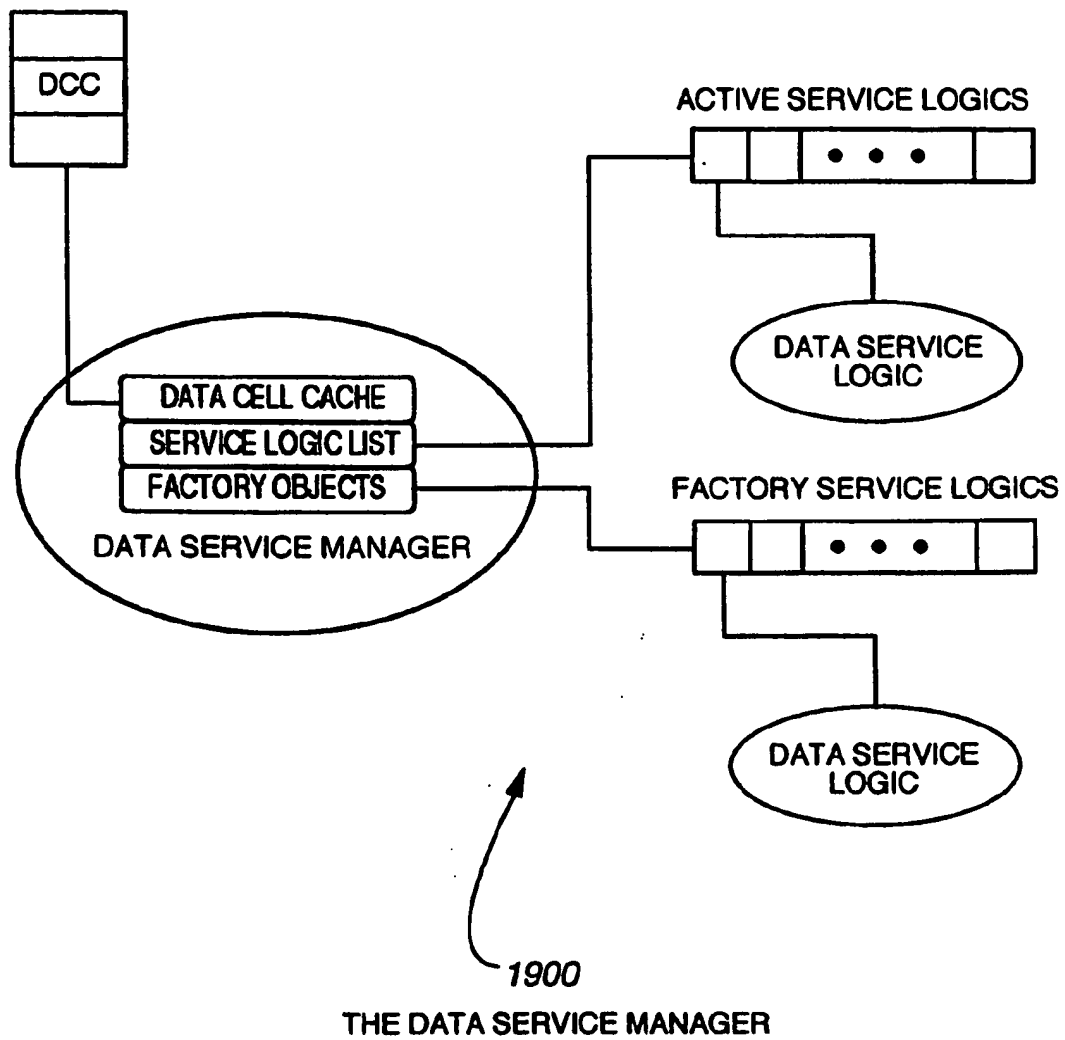 DCC
ACTIVE SERVICE LOGICS
DATA SERVICE
LOGIC
DATA CELL CACHE
SERVICE LOGIC LIST
FACTORY OBJECTS
DATA SERVICE MANAGER
FACTORY SERVICE LOGICS
DATA SERVICE
LOGIC
1900
THE DATA SERVICE MANAGER